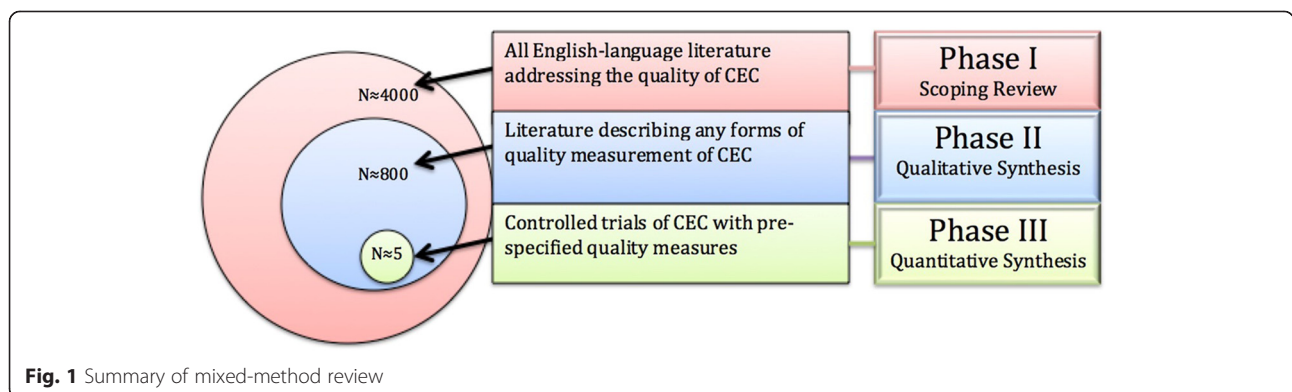 N≈4000
All English-language literature
addressing the quality of CEC
Phase I
Scoping Review
N≈800
Literature describing any forms of
quality measurement of CEC
Phase II
Qualitative Synthesis
N≈5
Controlled trials of CEC with pre-
specified quality measures
Phase III
Quantitative Synthesis
Fig. 1 Summary of mixed-method review